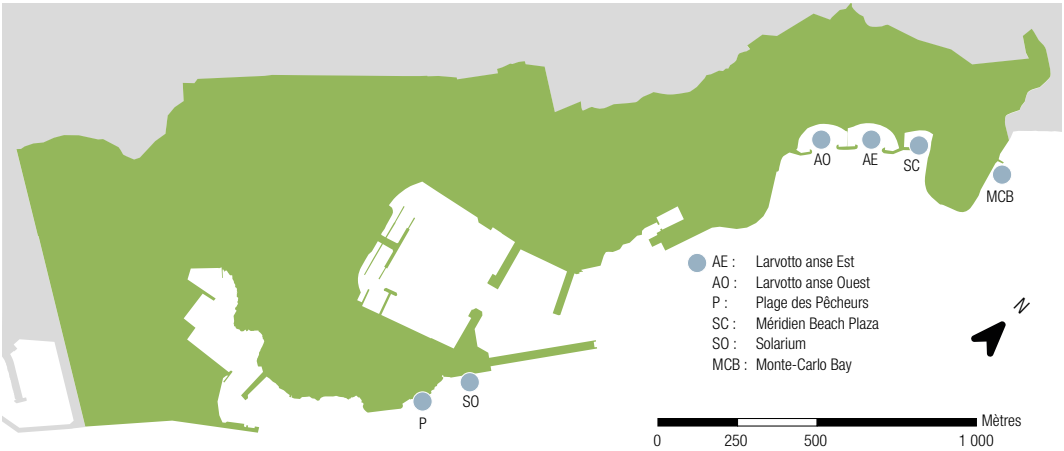 AO
AE
SC
MCB
AE : Larvotto anse Est
AO : Larvotto anse Ouest
P : Plage des Pêcheurs
SC : Méridien Beach Plaza
SO : Solarium
MCB : Monte-Carlo Bay
N
SO
P
Mètres
0 250 500 1 000